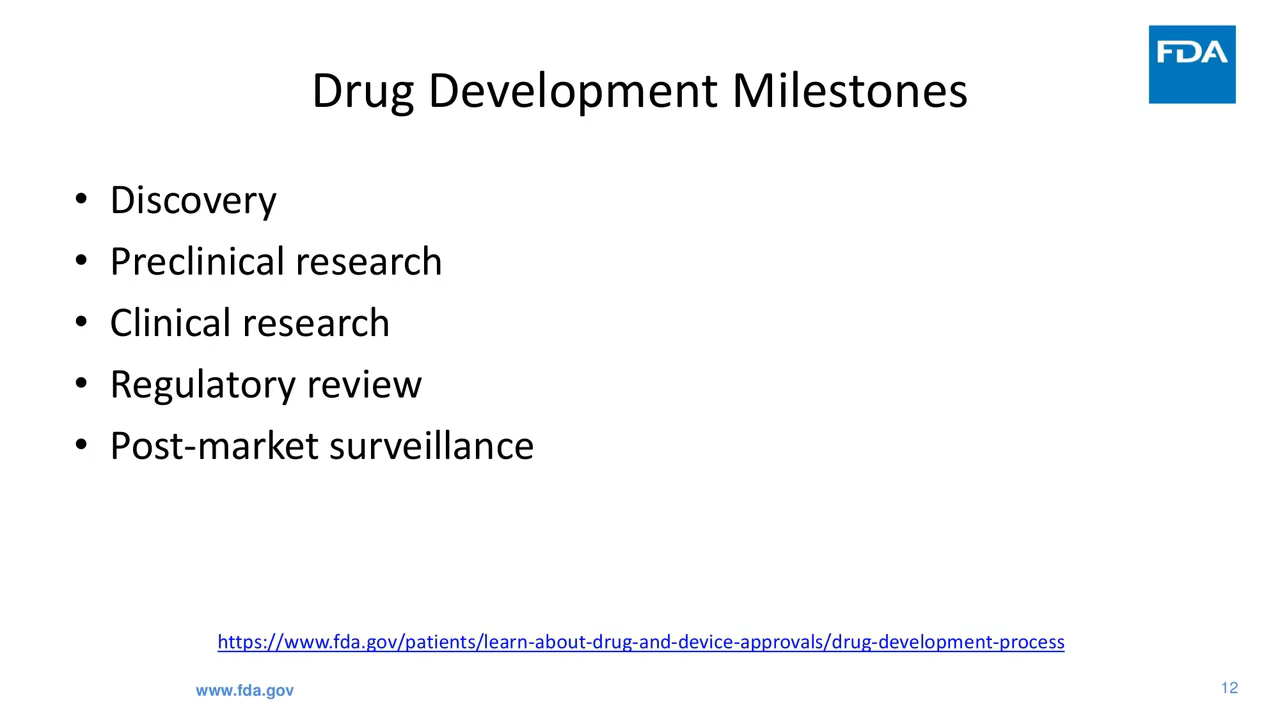 FDA
Drug Development Milestones
• Discovery
• Preclinical research
• Clinical research
• Regulatory review
• Post-market surveillance
https://www.fda.gov/patients/learn-about-drug-and-device-approvals/drug-development-process
www.fda.gov
12